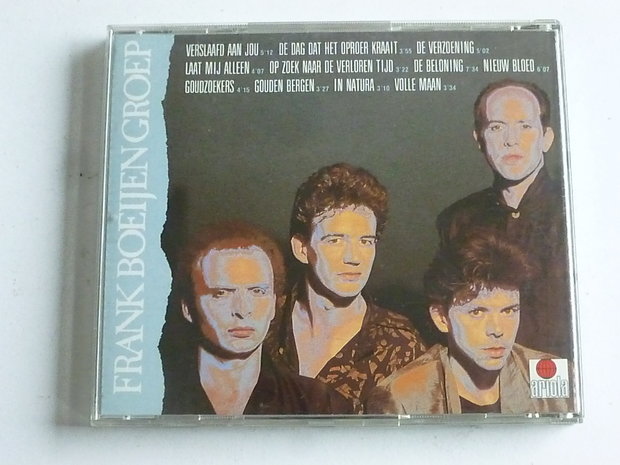 VERSLAAFD AAN JOU 5'12 DE DAG DAT HET OPROER KRAAIT 3'55 DE VERZOENING 5'02
LAAT MIJ ALLEEN 4'07 OP ZOEK NAAR DE VERLOREN TIJD 3'22 DE BELONING 7'34 NIEUW BLOED 6'07
GOUDZOEKERS 4'15 GOUDEN BERGEN 3'27 IN NATURA 3'10 VOLLE MAAN 3'34
FRANK BOEIJEN GROEP
ARIOLA